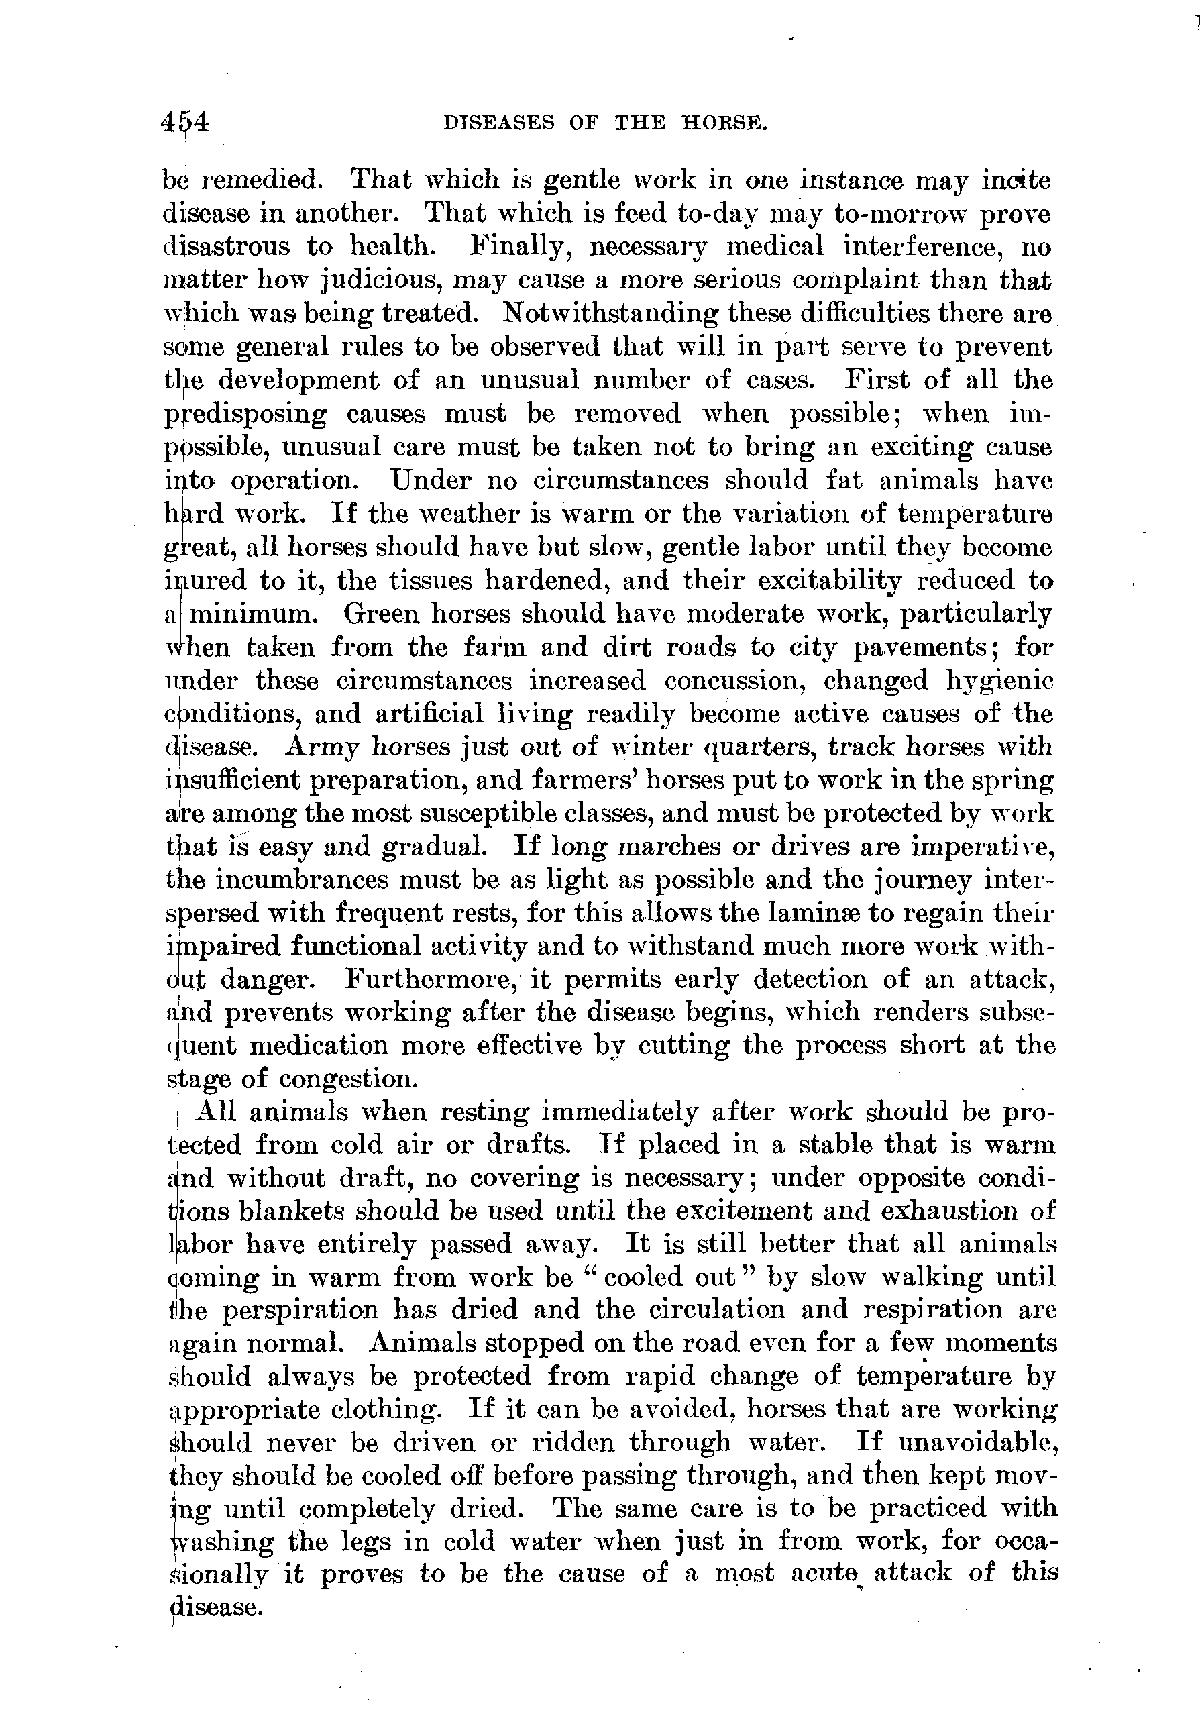 454 DISEASES OF THE HORSE.
be remedied. That which is gentle work in one instance may incite
disease in another. That which is feed to-day may to-morrow prove
disastrous to health. Finally, necessary medical interference, no
matter how judicious, may cause a more serious complaint than that
which was being treated. Notwithstanding these difficulties there are
some general rules to be observed that will in part serve to prevent
the development of an unusual number of cases. First of all the
predisposing causes must be removed when possible; when im-
possible, unusual care must be taken not to bring an exciting cause
into operation. Under no circumstances should fat animals have
hard work. If the weather is warm or the variation of temperature
great, all horses should have but slow, gentle labor until they become
inured to it, the tissues hardened, and their excitability reduced to
a minimum. Green horses should have moderate work, particularly
when taken from the farm and dirt roads to city pavements; for
under these circumstances increased concussion, changed hygienic
conditions, and artificial living readily become active causes of the
disease. Army horses just out of winter quarters, track horses with
insufficient preparation, and farmers' horses put to work in the spring
are among the most susceptible classes, and must be protected by work
that is easy and gradual. If long marches or drives are imperative,
the incumbrances must be as light as possible and the journey inter-
spersed with frequent rests, for this allows the laminæ to regain their
impaired functional activity and to withstand much more work with-
out danger. Furthermore, it permits early detection of an attack,
and prevents working after the disease begins, which renders subse-
quent medication more effective by cutting the process short at the
stage of congestion.
All animals when resting immediately after work should be pro-
tected from cold air or drafts. If placed in a stable that is warm
and without draft, no covering is necessary; under opposite condi-
tions blankets should be used until the excitement and exhaustion of
labor have entirely passed away. It is still better that all animals
coming in warm from work be "cooled out" by slow walking until
the perspiration has dried and the circulation and respiration are
again normal. Animals stopped on the road even for a few moments
should always be protected from rapid change of temperature by
appropriate clothing. If it can be avoided, horses that are working
should never be driven or ridden through water. If unavoidable,
they should be cooled off before passing through, and then kept mov-
ing until completely dried. The same care is to be practiced with
washing the legs in cold water when just in from work, for occa-
sionally it proves to be the cause of a most acute attack of this
disease.